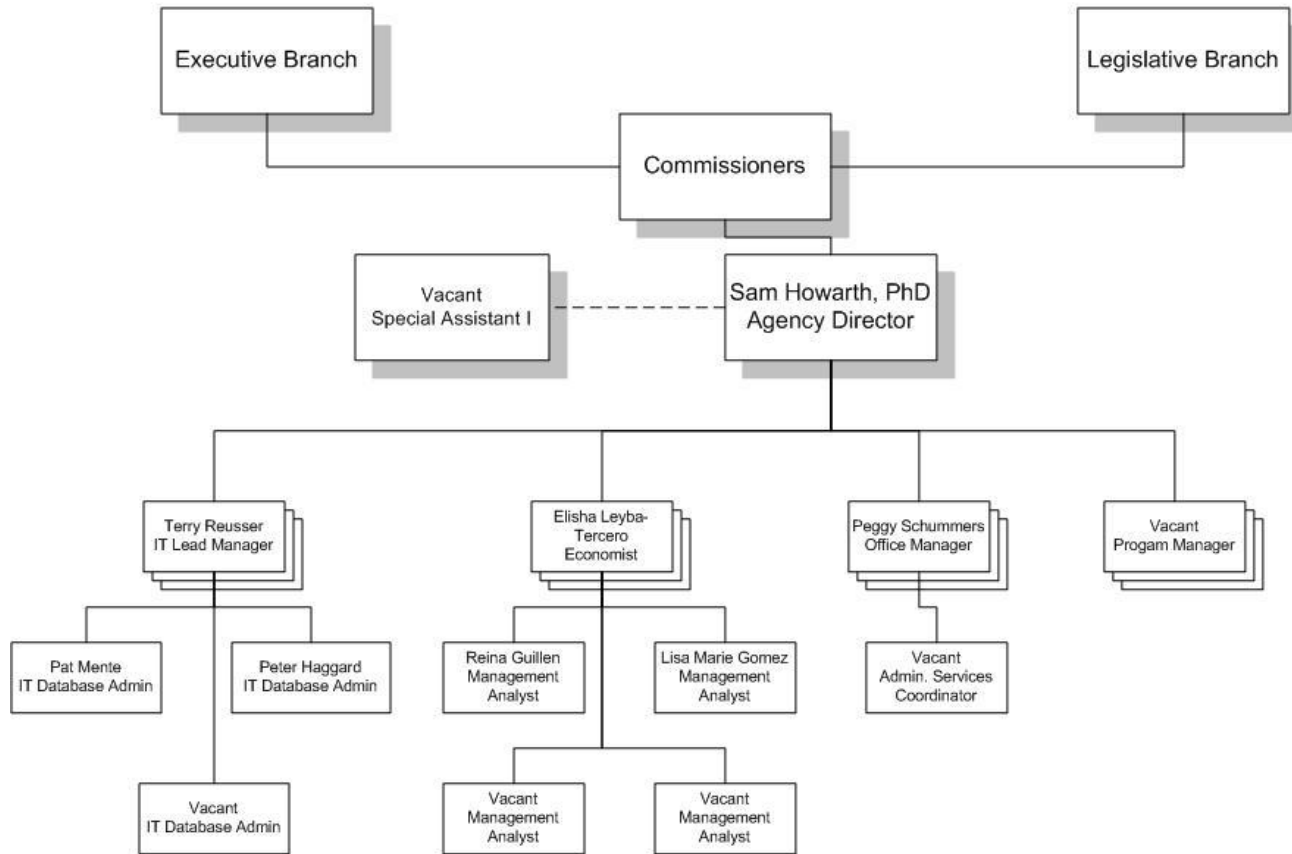 Executive Branch
Legislative Branch
Commissioners
Vacant
Special Assistant I
Sam Howarth, PhD
Agency Director
Terry Reusser
IT Lead Manager
Elisha Leyba-
Tercero
Economist
Peggy Schummers
Office Manager
Vacant
Progam Manager
Pat Mente
IT Database Admin
Peter Haggard
IT Database Admin
Reina Guillen
Management
Analyst
Lisa Marie Gomez
Management
Analyst
Vacant
Admin. Services
Coordinator
Vacant
IT Database Admin
Vacant
Management
Analyst
Vacant
Management
Analyst